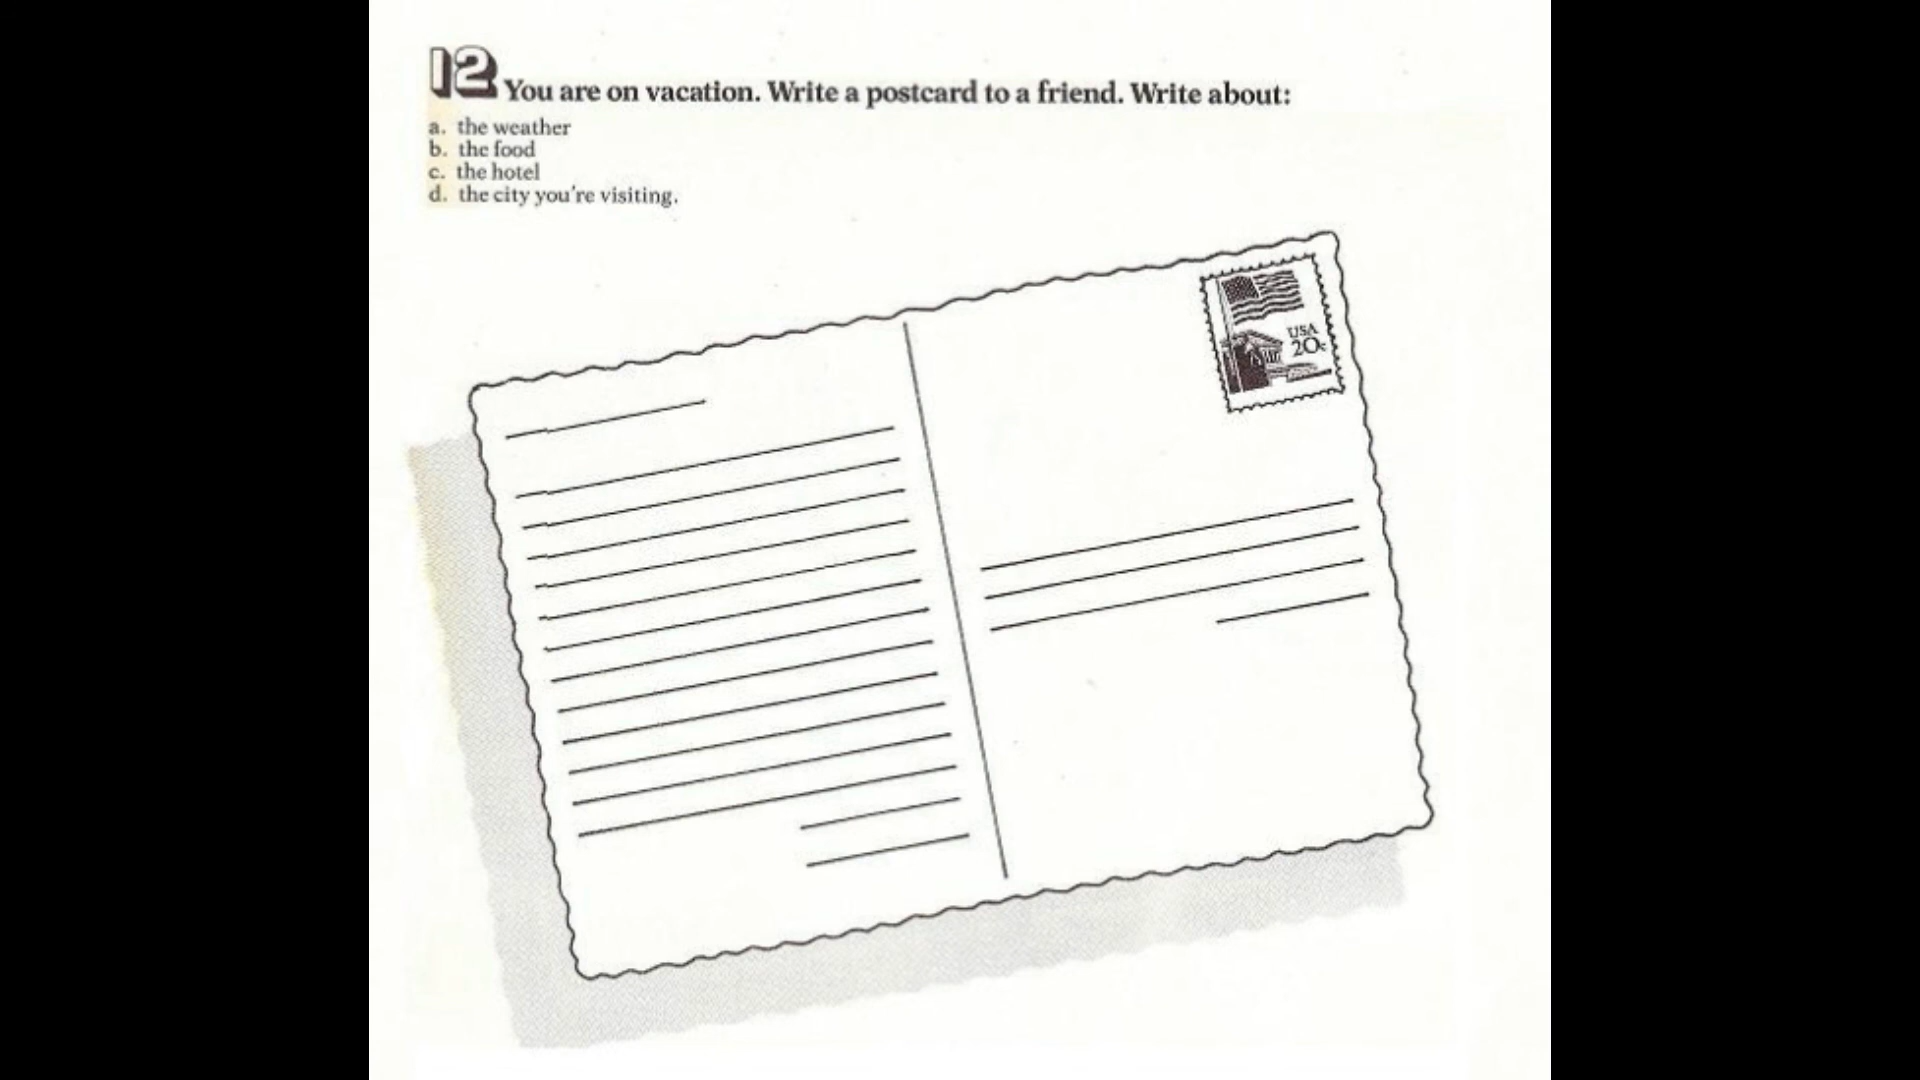 12 You are on vacation. Write a postcard to a friend. Write about:
a. the weather
b. the food
c. the hotel
d. the city you're visiting.
USA
20c